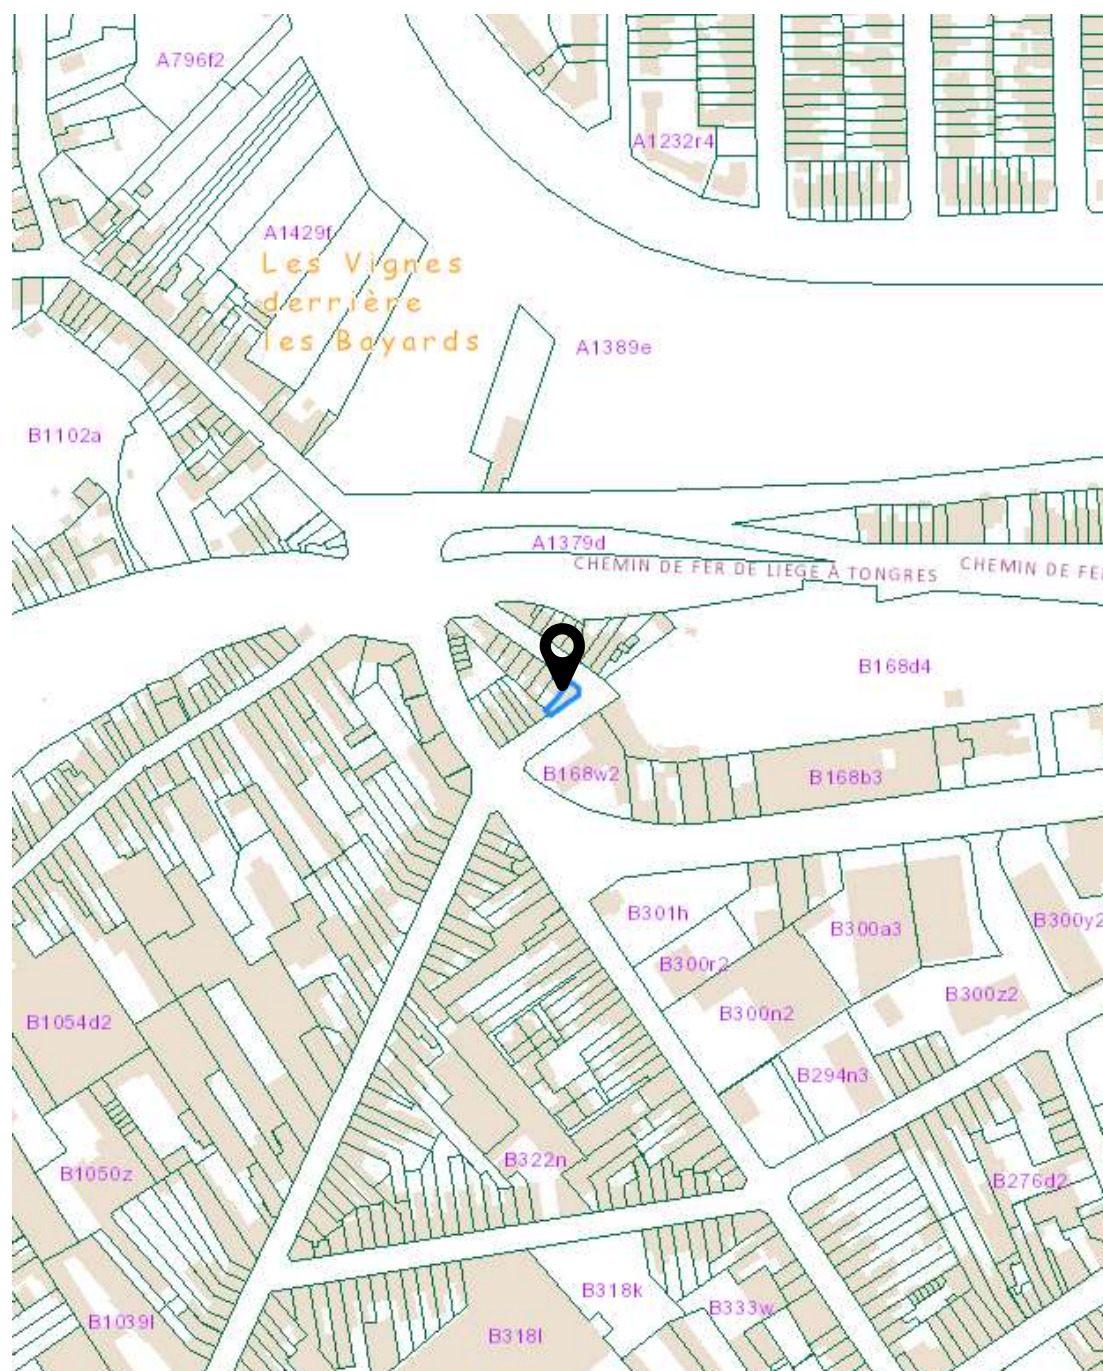 A796f2
A1232r4
A1429f
Les Vignes
derrière
les Bayards
A1389e
B1102a
A1379d
CHEMIN DE FER DE LIEGE À TONGRES
CHEMIN DE FE
B168d4
B168w2
B168b3
B301h
B300a3
B300y2
B300r2
B300z2
B300n2
B1054d2
B294n3
B322n
B1050z
B276d2
B318k
B333w
B1039l
B318l